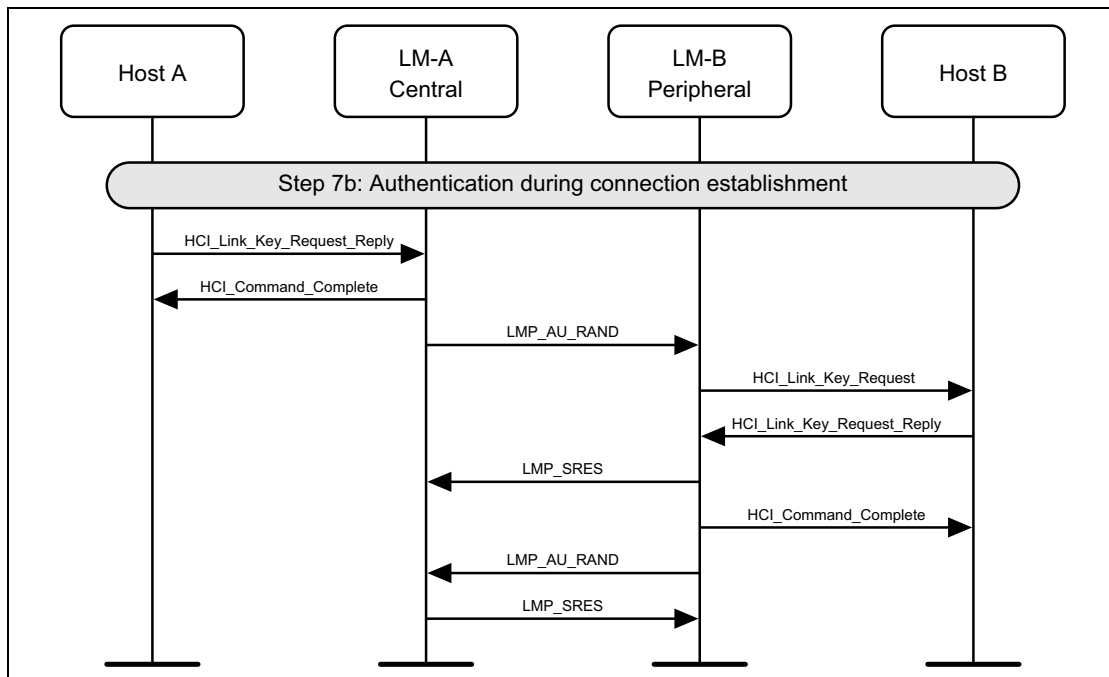 Host A
LM-A
Central
LM-B
Peripheral
Host B
Step 7b: Authentication during connection establishment
HCI_Link_Key_Request_Reply
HCI_Command_Complete
LMP_AU_RAND
HCI_Link_Key_Request
HCI_Link_Key_Request_Reply
LMP_SRES
HCI_Command_Complete
LMP_AU_RAND
LMP_SRES